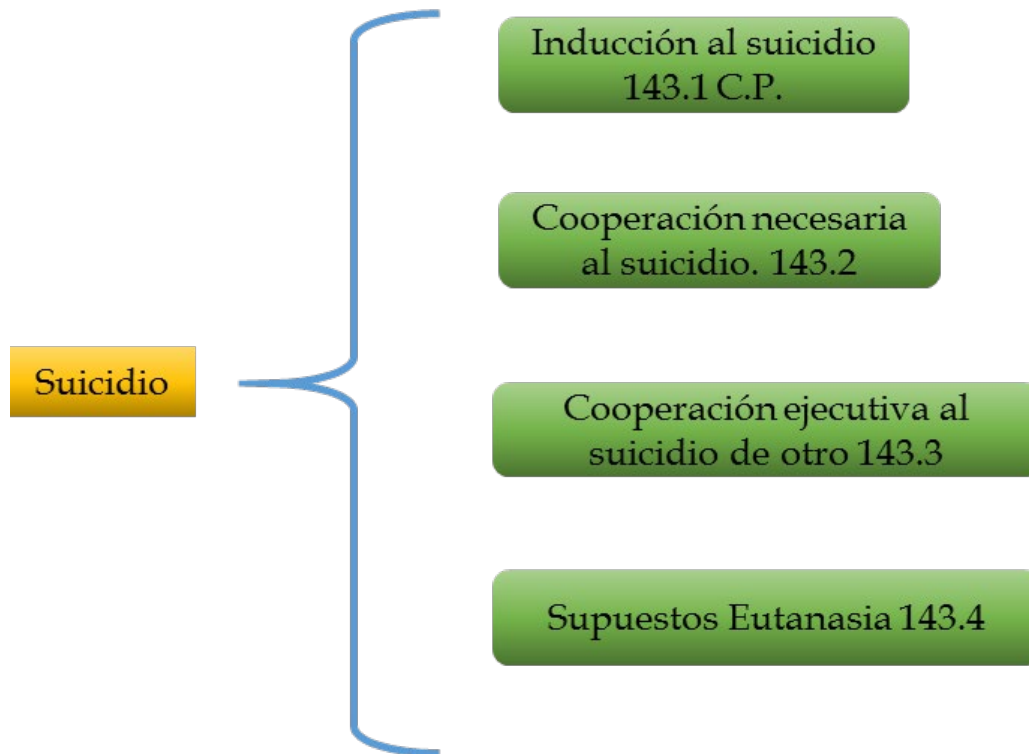 Inducción al suicidio
143.1 C.P.
Cooperación necesaria
al suicidio. 143.2
Suicidio
Cooperación ejecutiva al
suicidio de otro 143.3
Supuestos Eutanasia 143.4